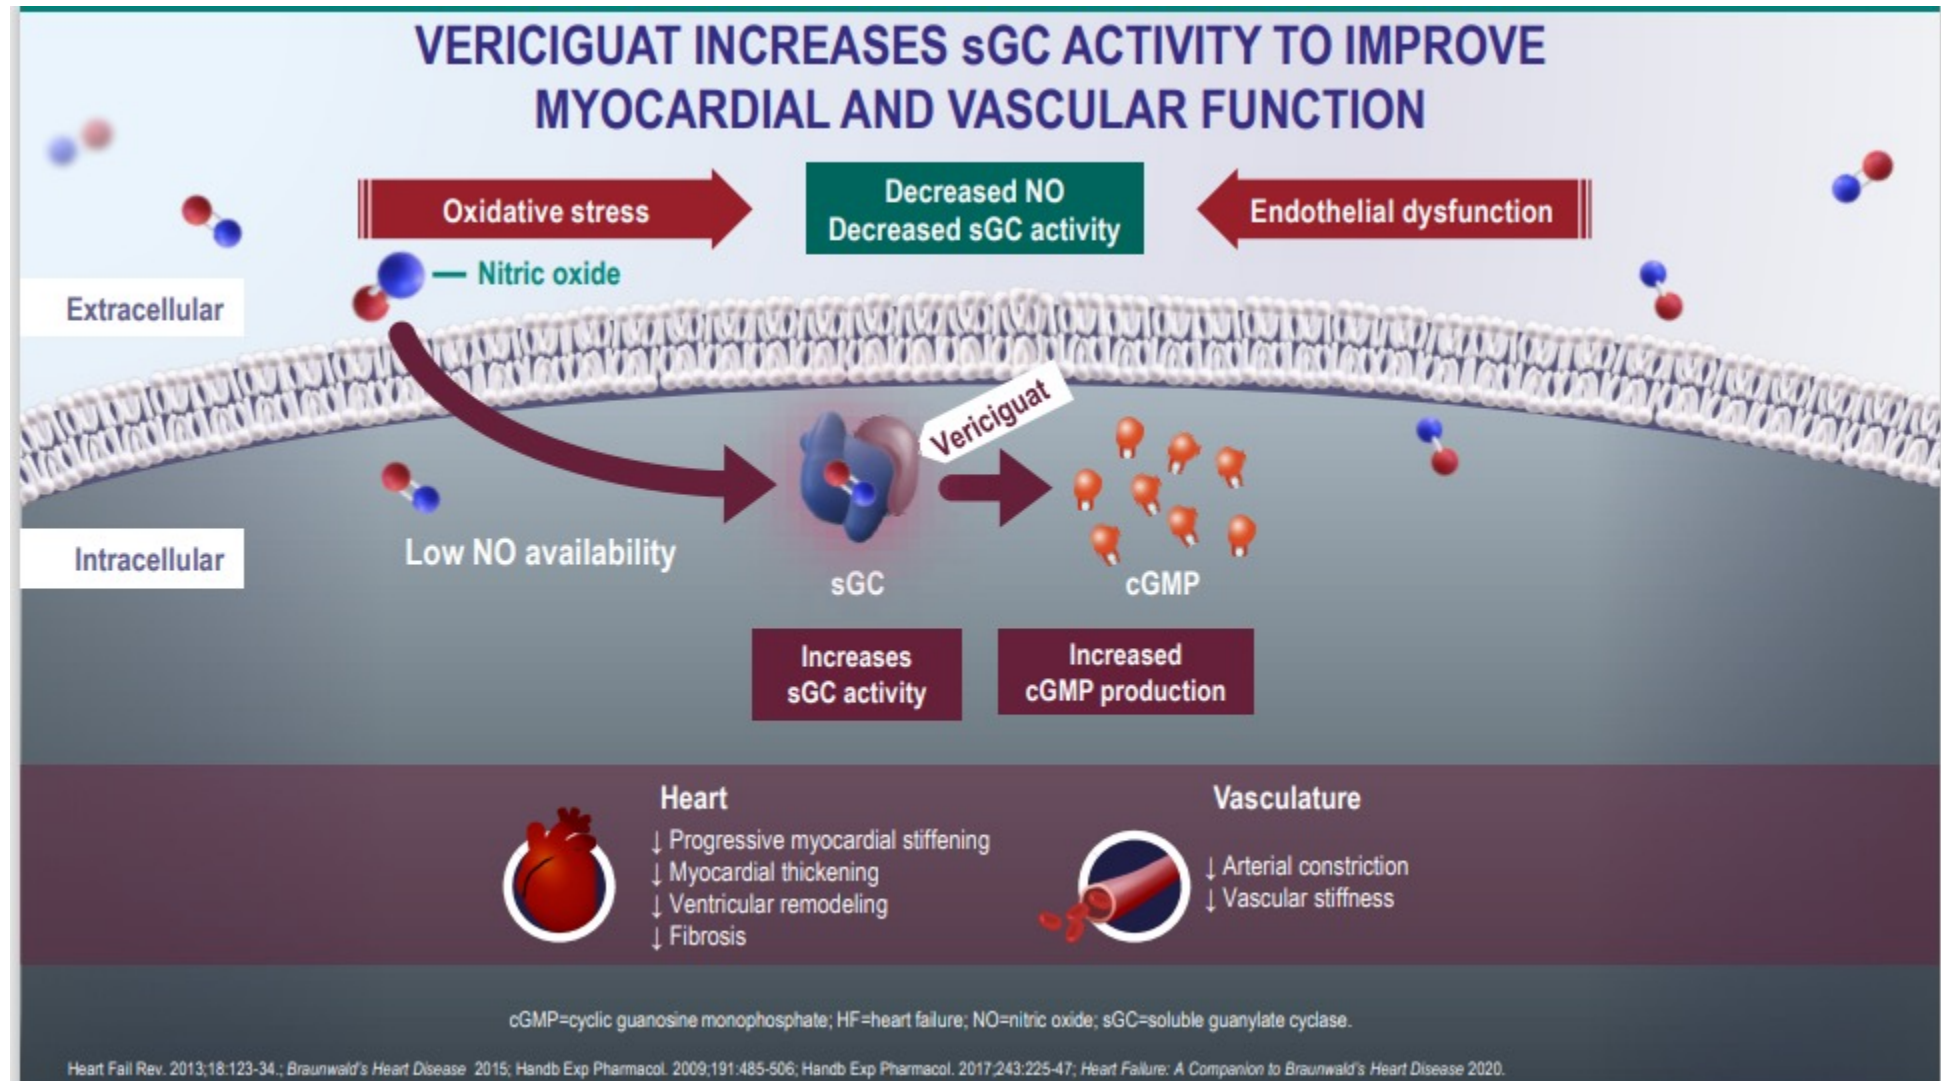 VERICIGUAT INCREASES sGC ACTIVITY TO IMPROVE
MYOCARDIAL AND VASCULAR FUNCTION
Oxidative stress
Decreased NO
Decreased sGC activity
Endothelial dysfunction
Nitric oxide
Extracellular
Vericiguat
Intracellular
Low NO availability
sGC
cGMP
Increases
sGC activity
Increased
cGMP production
Heart
↓ Progressive myocardial stiffening
↓ Myocardial thickening
↓ Ventricular remodeling
↓ Fibrosis
Vasculature
↓ Arterial constriction
↓ Vascular stiffness
cGMP=cyclic guanosine monophosphate; HF=heart failure; NO=nitric oxide; sGC=soluble guanylate cyclase.
Heart Fail Rev. 2013;18:123-34.; Braunwald's Heart Disease 2015; Handb Exp Pharmacol. 2009;191:485-506; Handb Exp Pharmacol. 2017;243:225-47; Heart Failure: A Companion to Braunwald's Heart Disease 2020.